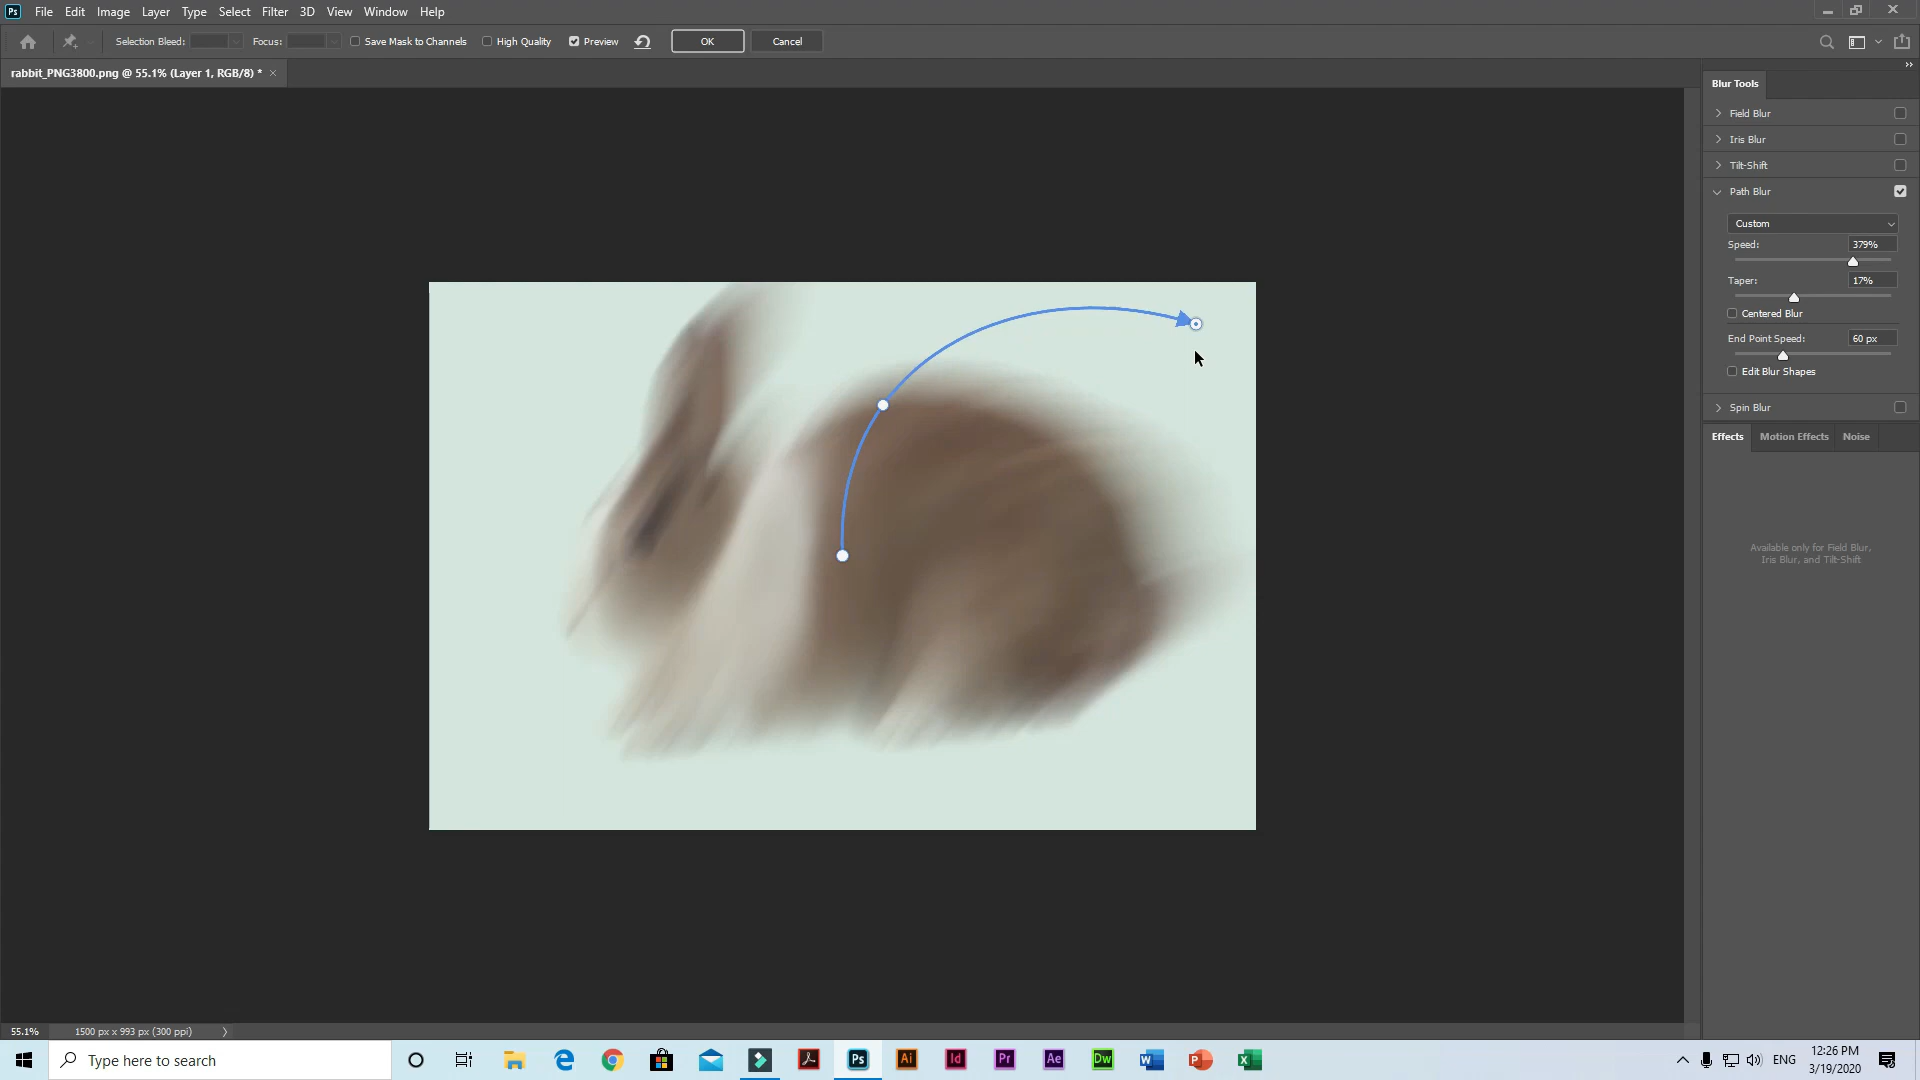 Ps File Edit Image Layer Type Select Filter 3D View Window Help
Selection Bleed: Focus: Save Mask to Channels High Quality Preview OK Cancel
rabbit_PNG3800.png @ 55.1% (Layer 1, RGB/8) * ×
Blur Tools
Field Blur
Iris Blur
Tilt-Shift
Path Blur
Custom
Speed: 379%
Taper: 17%
Centered Blur
End Point Speed: 60 px
Edit Blur Shapes
Spin Blur
Effects Motion Effects Noise
Available only for Field Blur,
Iris Blur, and Tilt-Shift
55.1% 1500 px x 993 px (300 ppi)
Type here to search
Ps Ai Id Pr Ae Dw W P X
ENG
12:26 PM
3/19/2020